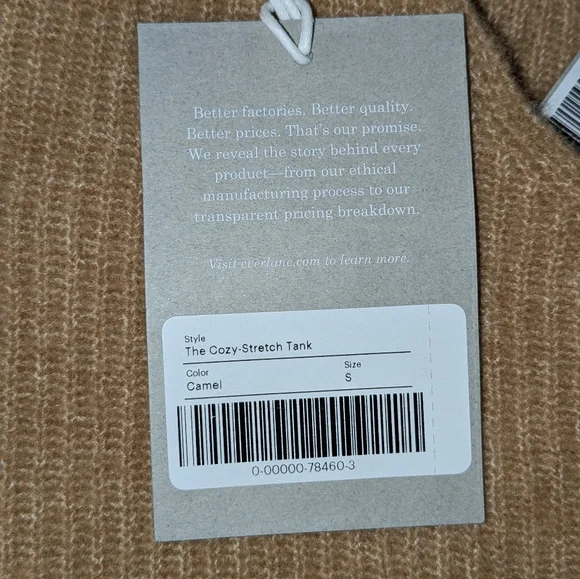 Better factories. Better quality.
Better prices. That's our promise.
We reveal the story behind every
product—from our ethical
manufacturing process to our
transparent pricing breakdown.
Visit everlane.com to learn more.
Style
The Cozy-Stretch Tank
Color
Camel
Size
S
0-00000-78460-3